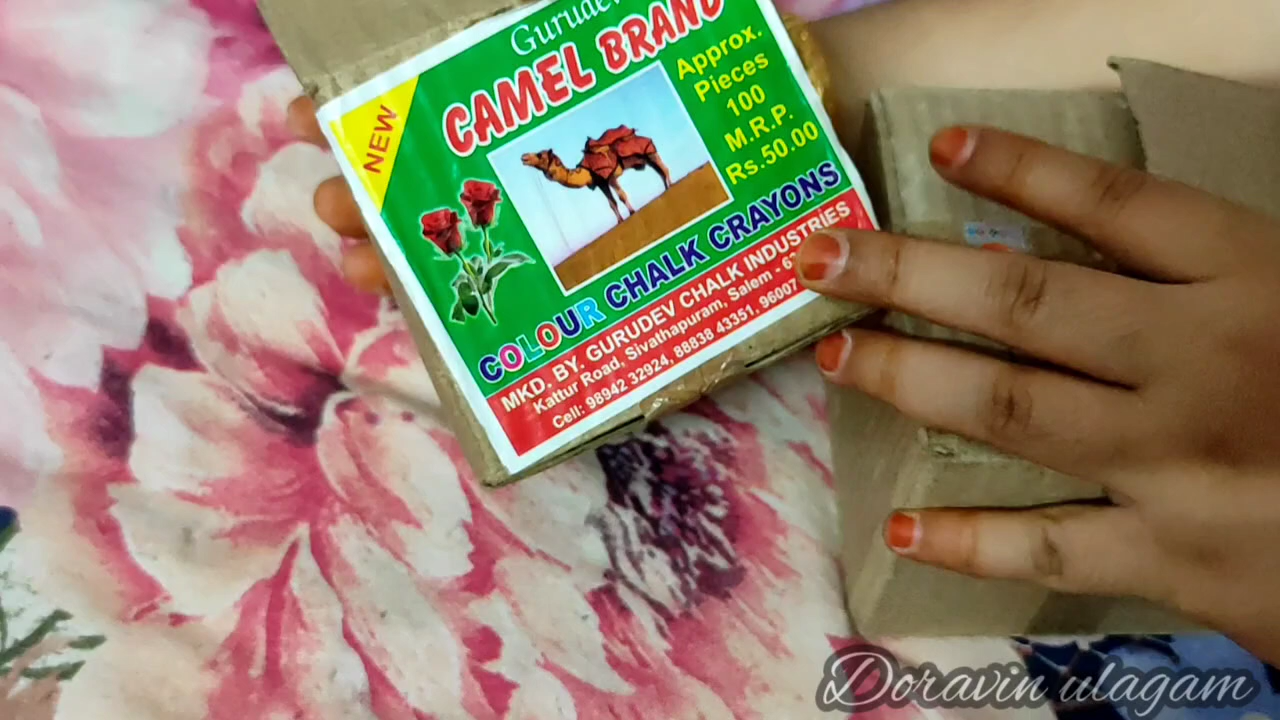 Gurudev
CAMEL BRAND
NEW
Approx.
Pieces
100
M.R.P.
Rs.50.00
COLOUR CHALK CRAYONS
MKD. BY. GURUDEV CHALK INDUSTRIES
Kattur Road, Sivathapuram, Salem -
Cell: 98942 32924, 88838 43351, 96007
Doravin ulagam